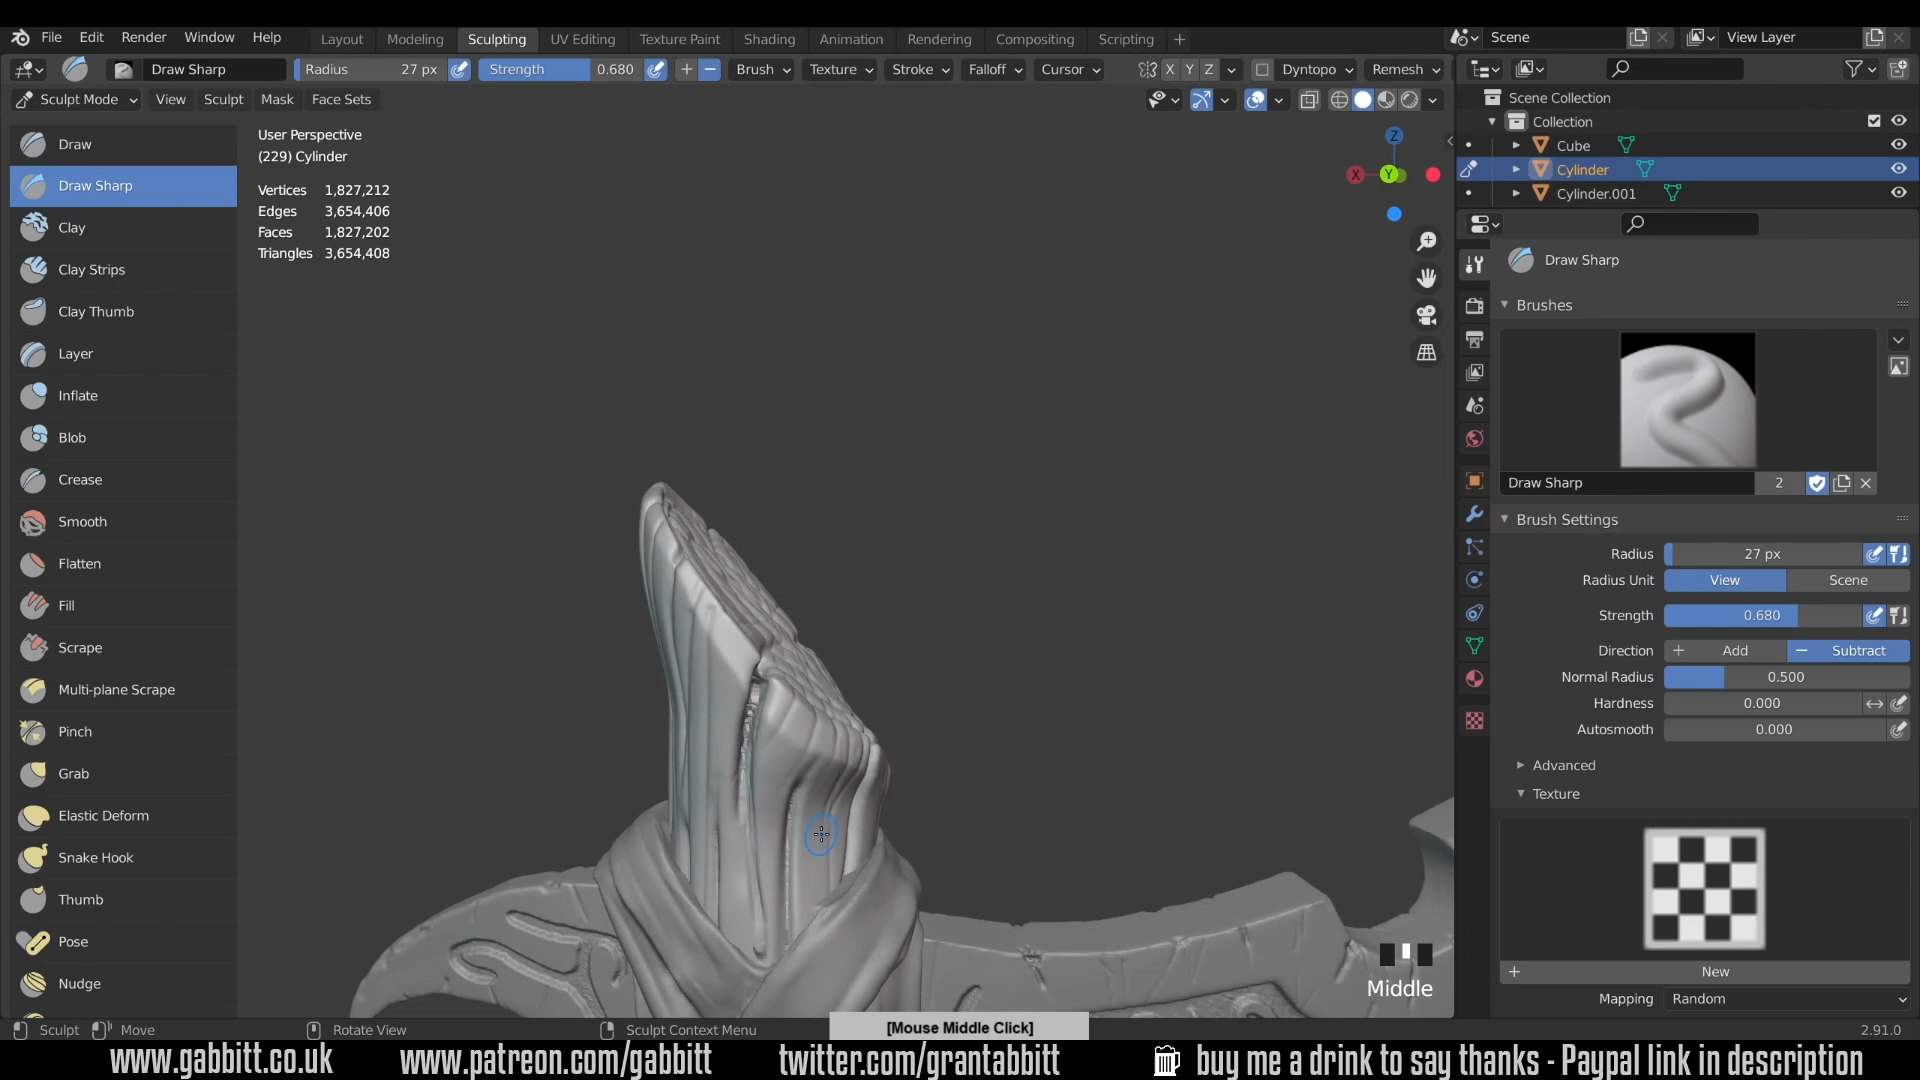 File Edit Render Window Help
Layout Modeling Sculpting UV Editing Texture Paint Shading Animation Rendering Compositing Scripting +
Scene
View Layer
Draw Sharp Radius 27 px Strength 0.680 + − Brush Texture Stroke Falloff Cursor X Y Z Dyntopo Remesh
Sculpt Mode View Sculpt Mask Face Sets
Draw
Draw Sharp
Clay
Clay Strips
Clay Thumb
Layer
Inflate
Blob
Crease
Smooth
Flatten
Fill
Scrape
Multi-plane Scrape
Pinch
Grab
Elastic Deform
Snake Hook
Thumb
Pose
Nudge
User Perspective
(229) Cylinder
Vertices 1,827,212
Edges 3,654,406
Faces 1,827,202
Triangles 3,654,408
Z
X Y
Middle
Scene Collection
Collection
Cube
Cylinder
Cylinder.001
Draw Sharp
Brushes
Draw Sharp 2
Brush Settings
Radius 27 px
Radius Unit View Scene
Strength 0.680
Direction + Add − Subtract
Normal Radius 0.500
Hardness 0.000
Autosmooth 0.000
Advanced
Texture
+ New
Mapping Random
Sculpt Move Rotate View Sculpt Context Menu [Mouse Middle Click] 2.91.0
www.gabbitt.co.uk www.patreon.com/gabbitt twitter.com/grantabbitt buy me a drink to say thanks - Paypal link in description